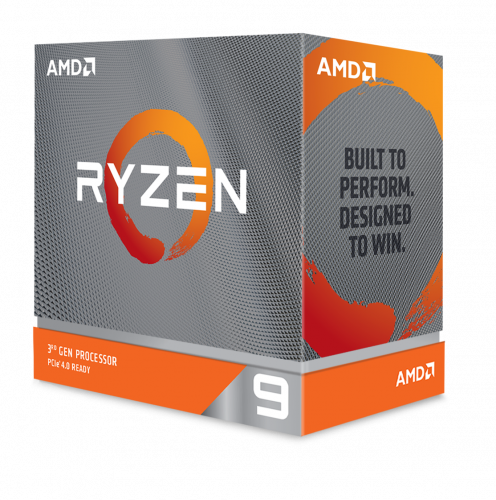 AMD
RYZEN
3RD GEN PROCESSOR
PCIe®4.0 READY
9
AMD
BUILT TO
PERFORM.
DESIGNED
TO WIN.
AMD